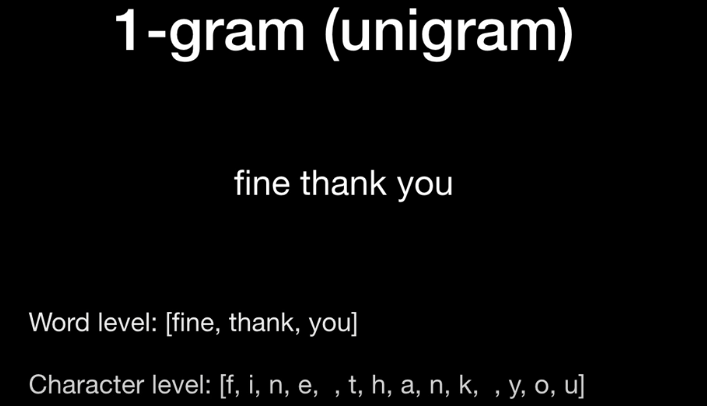 1-gram (unigram)
fine thank you
Word level: [fine, thank, you]
Character level: [f, i, n, e,  , t, h, a, n, k,  , y, o, u]